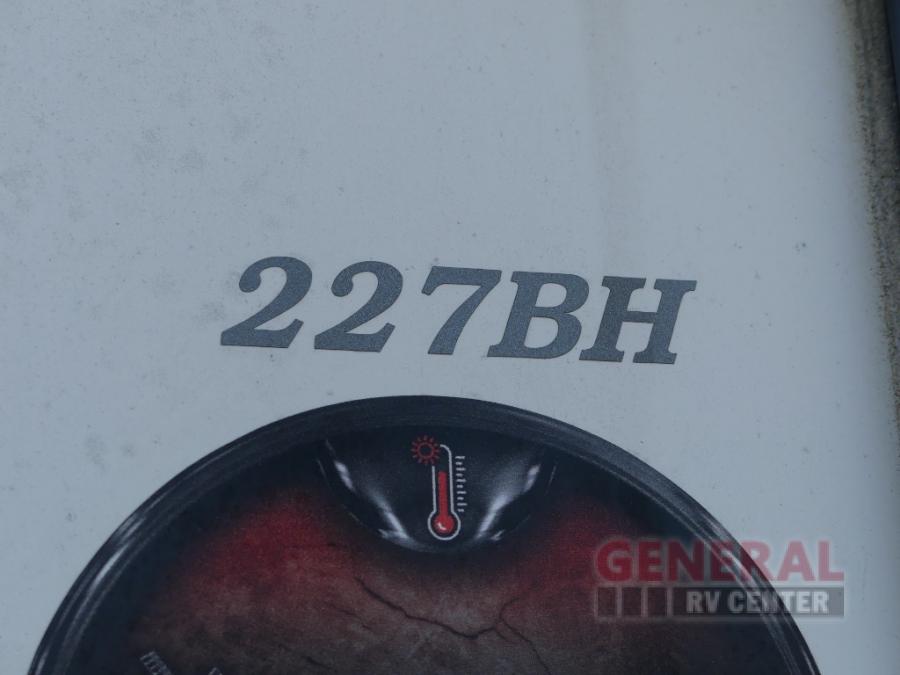 227BH
GENERAL
RV CENTER